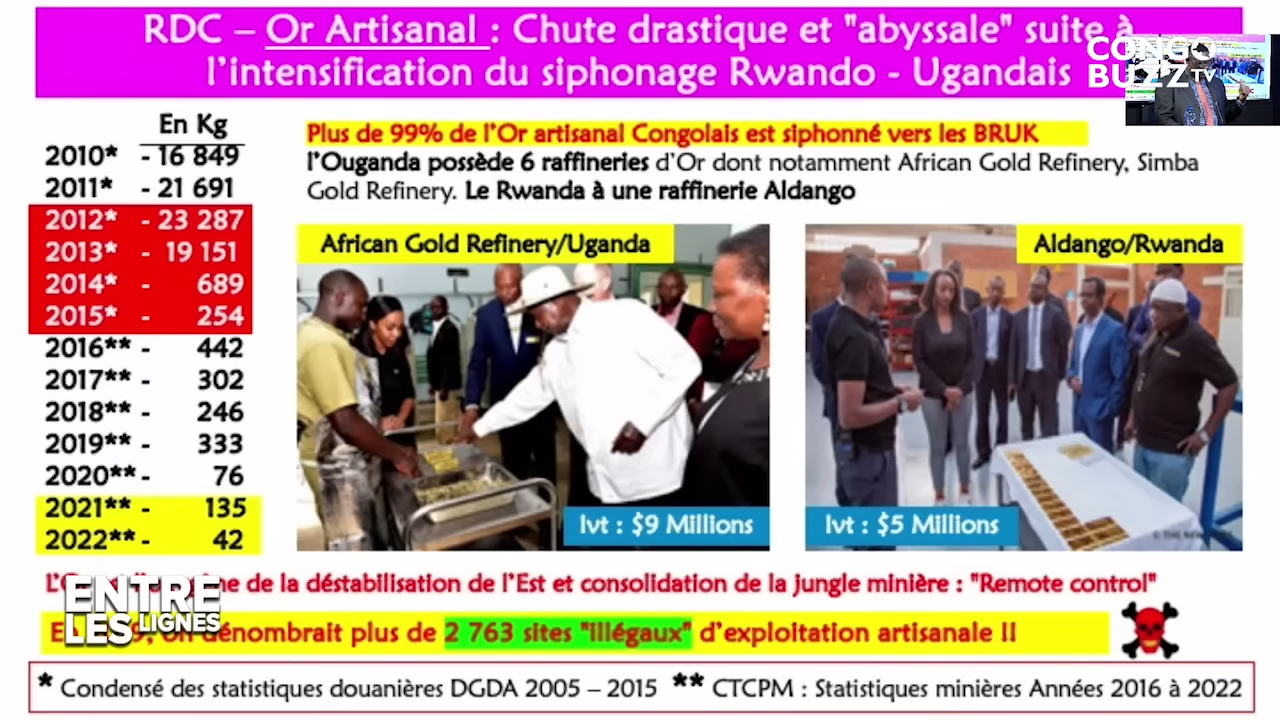 RDC – Or Artisanal : Chute drastique et "abyssale" suite à
l'intensification du siphonage Rwando - Ugandais
CONGO
BUZZ TV
En Kg
2010* - 16 849
2011* - 21 691
2012* - 23 287
2013* - 19 151
2014* - 689
2015* - 254
2016** - 442
2017** - 302
2018** - 246
2019** - 333
2020** - 76
2021** - 135
2022** - 42
Plus de 99% de l'Or artisanal Congolais est siphonné vers les BRUK
l'Ouganda possède 6 raffineries d'Or dont notamment African Gold Refinery, Simba
Gold Refinery. Le Rwanda à une raffinerie Aldango
African Gold Refinery/Uganda
Ivt : $9 Millions
Aldango/Rwanda
Ivt : $5 Millions
© THE NEW
de la déstabilisation de l'Est et consolidation de la jungle minière : "Remote control"
ENTRE
LES LIGNES
dénombrait plus de 2 763 sites "illégaux" d'exploitation artisanale !!
* Condensé des statistiques douanières DGDA 2005 – 2015 ** CTCPM : Statistiques minières Années 2016 à 2022